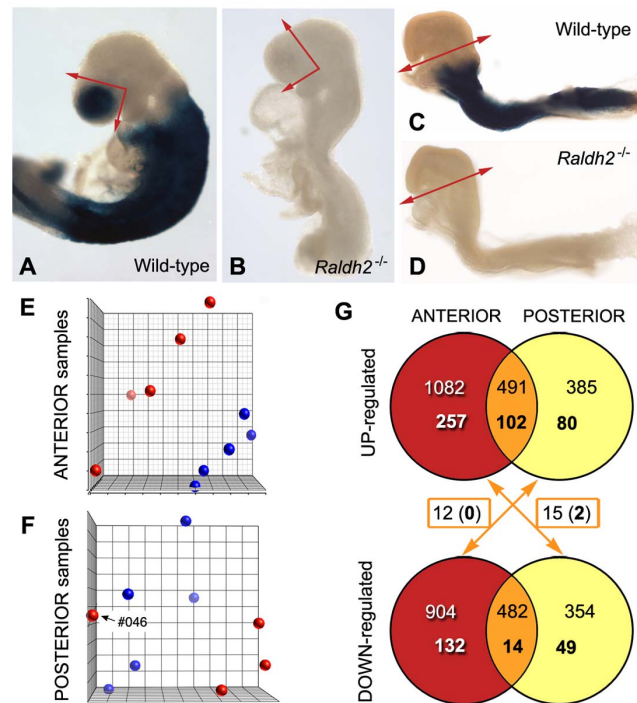 A
Wild-type
B
Raldh2-/-
Wild-type
C
Raldh2-/-
D
E
ANTERIOR samples
F
POSTERIOR samples
#046
G
ANTERIOR POSTERIOR
UP-regulated
1082 491 385
257 102 80
12 (0) 15 (2)
DOWN-regulated
904 482 354
132 14 49